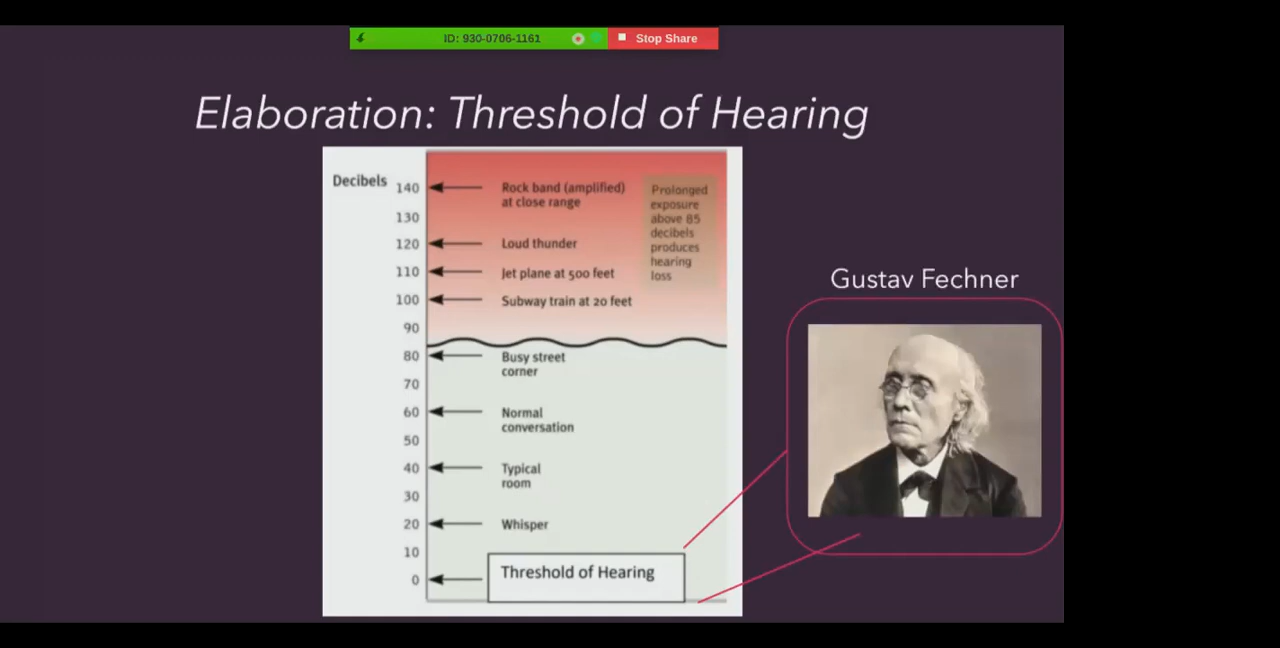 ID: 930-0706-1161
Stop Share
Elaboration: Threshold of Hearing
Decibels
140
Rock band (amplified)
at close range
Prolonged
exposure
above 85
decibels
produces
hearing
loss
130
120
Loud thunder
110
Jet plane at 500 feet
100
Subway train at 20 feet
90
80
Busy street
corner
70
60
Normal
conversation
50
40
Typical
room
30
20
Whisper
10
0
Threshold of Hearing
Gustav Fechner